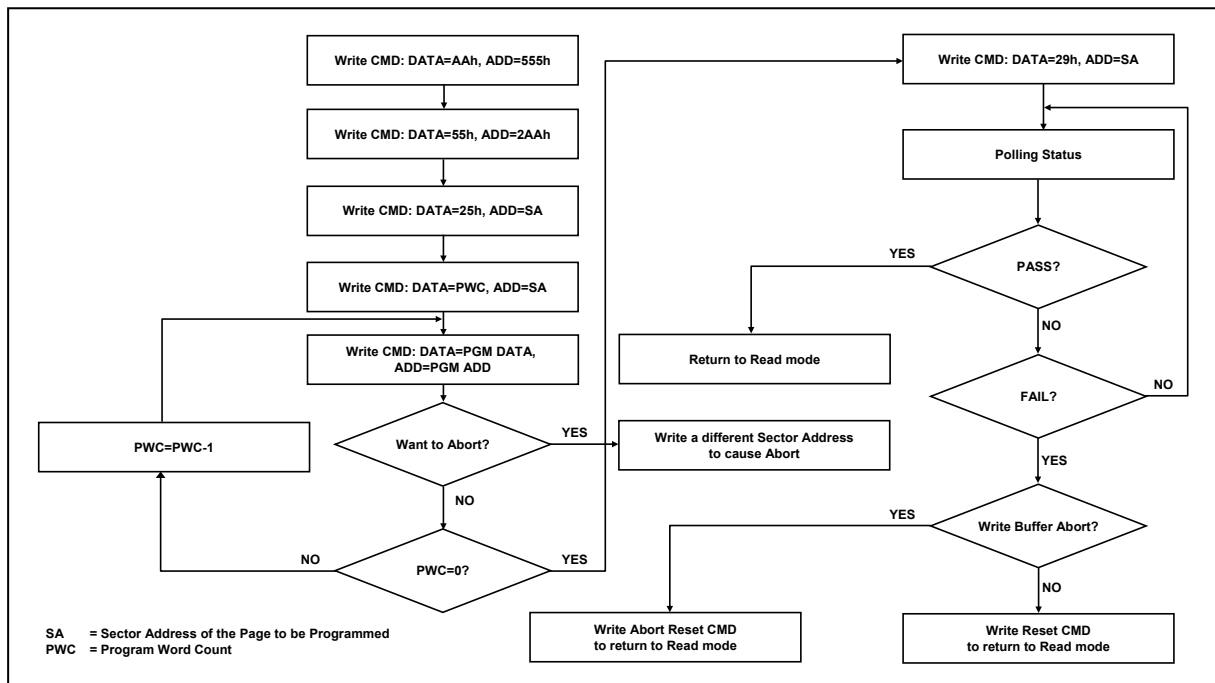 Write CMD: DATA=AAh, ADD=555h
Write CMD: DATA=55h, ADD=2AAh
Write CMD: DATA=25h, ADD=SA
Write CMD: DATA=PWC, ADD=SA
Write CMD: DATA=PGM DATA,
ADD=PGM ADD
Want to Abort?
YES
Write a different Sector Address
to cause Abort
NO
PWC=0?
NO
PWC=PWC-1
YES
Write CMD: DATA=29h, ADD=SA
Polling Status
PASS?
YES
Return to Read mode
NO
FAIL?
NO
YES
Write Buffer Abort?
YES
Write Abort Reset CMD
to return to Read mode
NO
Write Reset CMD
to return to Read mode
SA = Sector Address of the Page to be Programmed
PWC = Program Word Count